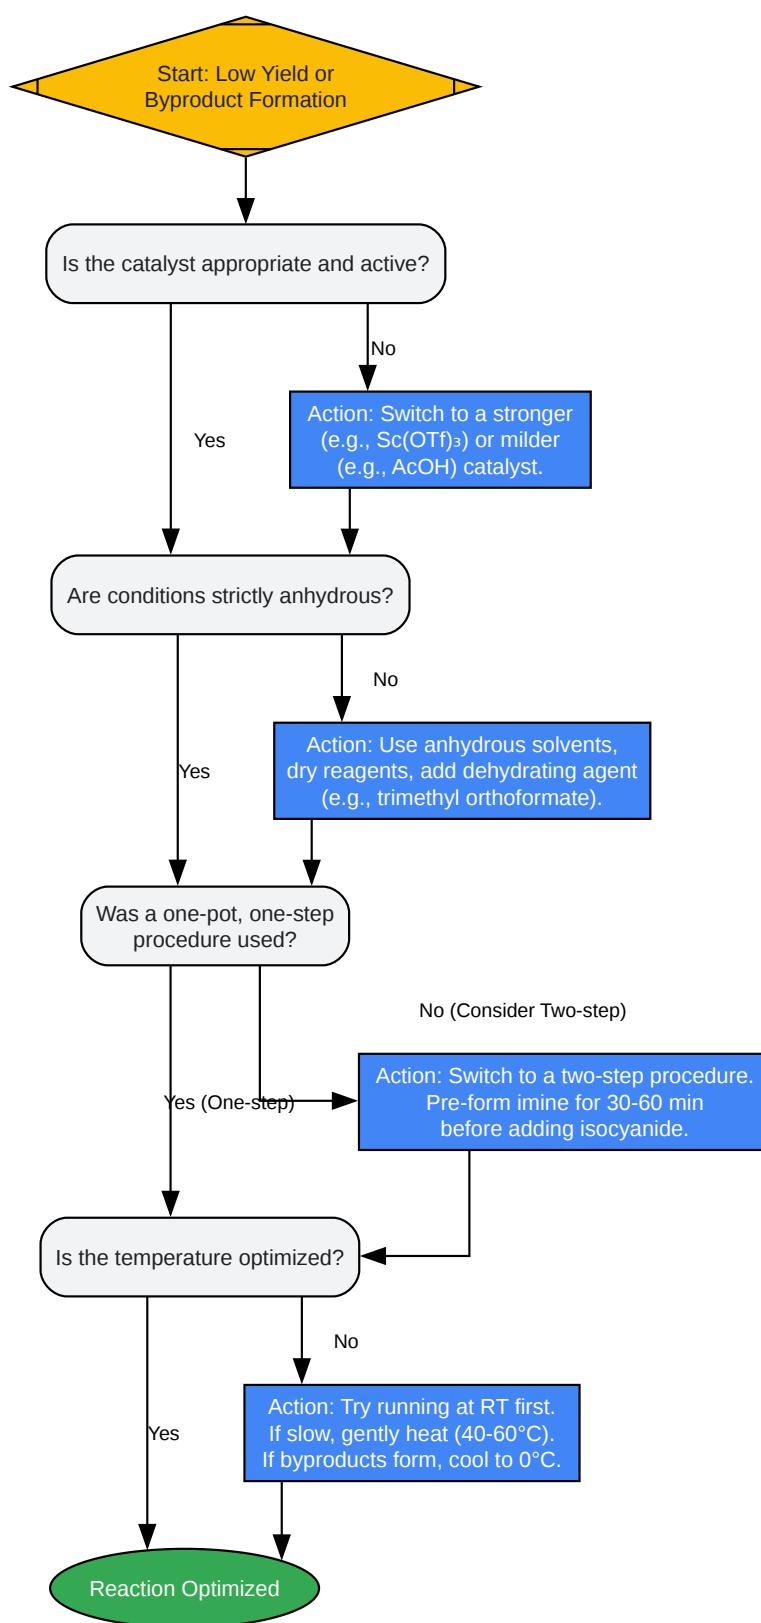 Start: Low Yield or
Byproduct Formation
Is the catalyst appropriate and active?
No
Action: Switch to a stronger
(e.g., Sc(OTf)₃) or milder
(e.g., AcOH) catalyst.
Yes
Are conditions strictly anhydrous?
No
Action: Use anhydrous solvents,
dry reagents, add dehydrating agent
(e.g., trimethyl orthoformate).
Yes
Was a one-pot, one-step
procedure used?
No (Consider Two-step)
Action: Switch to a two-step procedure.
Pre-form imine for 30-60 min
before adding isocyanide.
Yes (One-step)
Is the temperature optimized?
No
Action: Try running at RT first.
If slow, gently heat (40-60°C).
If byproducts form, cool to 0°C.
Yes
Reaction Optimized